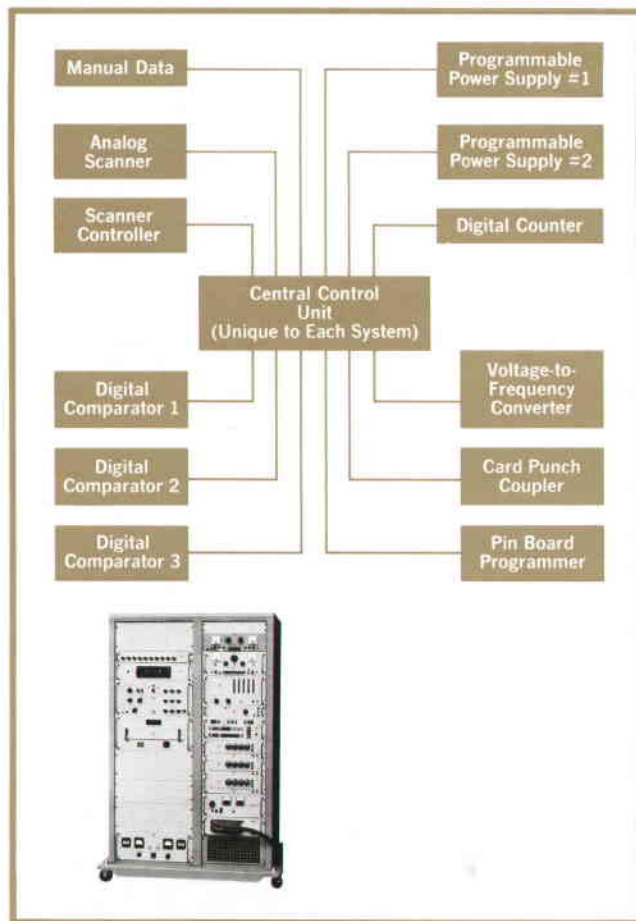 Manual Data
Programmable
Power Supply #1
Analog
Scanner
Programmable
Power Supply #2
Scanner
Controller
Digital Counter
Central Control
Unit
(Unique to Each System)
Digital
Comparator 1
Voltage-to-
Frequency
Converter
Digital
Comparator 2
Card Punch
Coupler
Digital
Comparator 3
Pin Board
Programmer